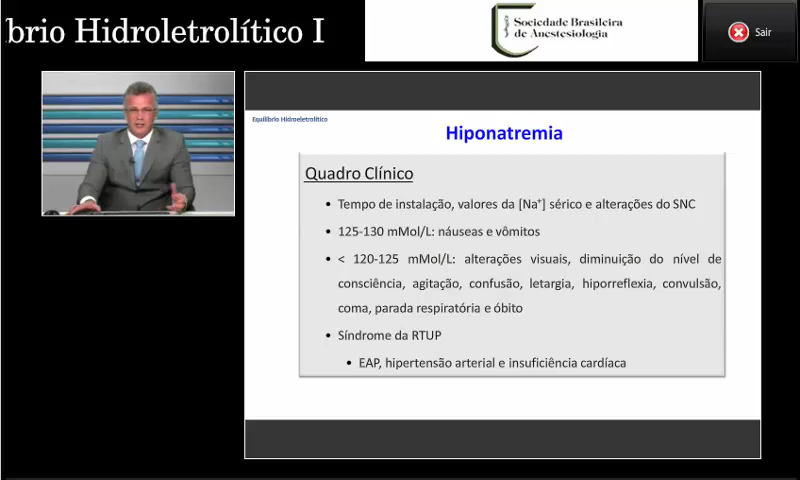 brio Hidroletrolítico I
Sociedade Brasileira
de Anestesiologia
Sair
Equilíbrio Hidroeletrolítico
Hiponatremia
Quadro Clínico
• Tempo de instalação, valores da [Na⁺] sérico e alterações do SNC
• 125-130 mMol/L: náuseas e vômitos
• < 120-125 mMol/L: alterações visuais, diminuição do nível de
consciência, agitação, confusão, letargia, hiporreflexia, convulsão,
coma, parada respiratória e óbito
• Síndrome da RTUP
• EAP, hipertensão arterial e insuficiência cardíaca